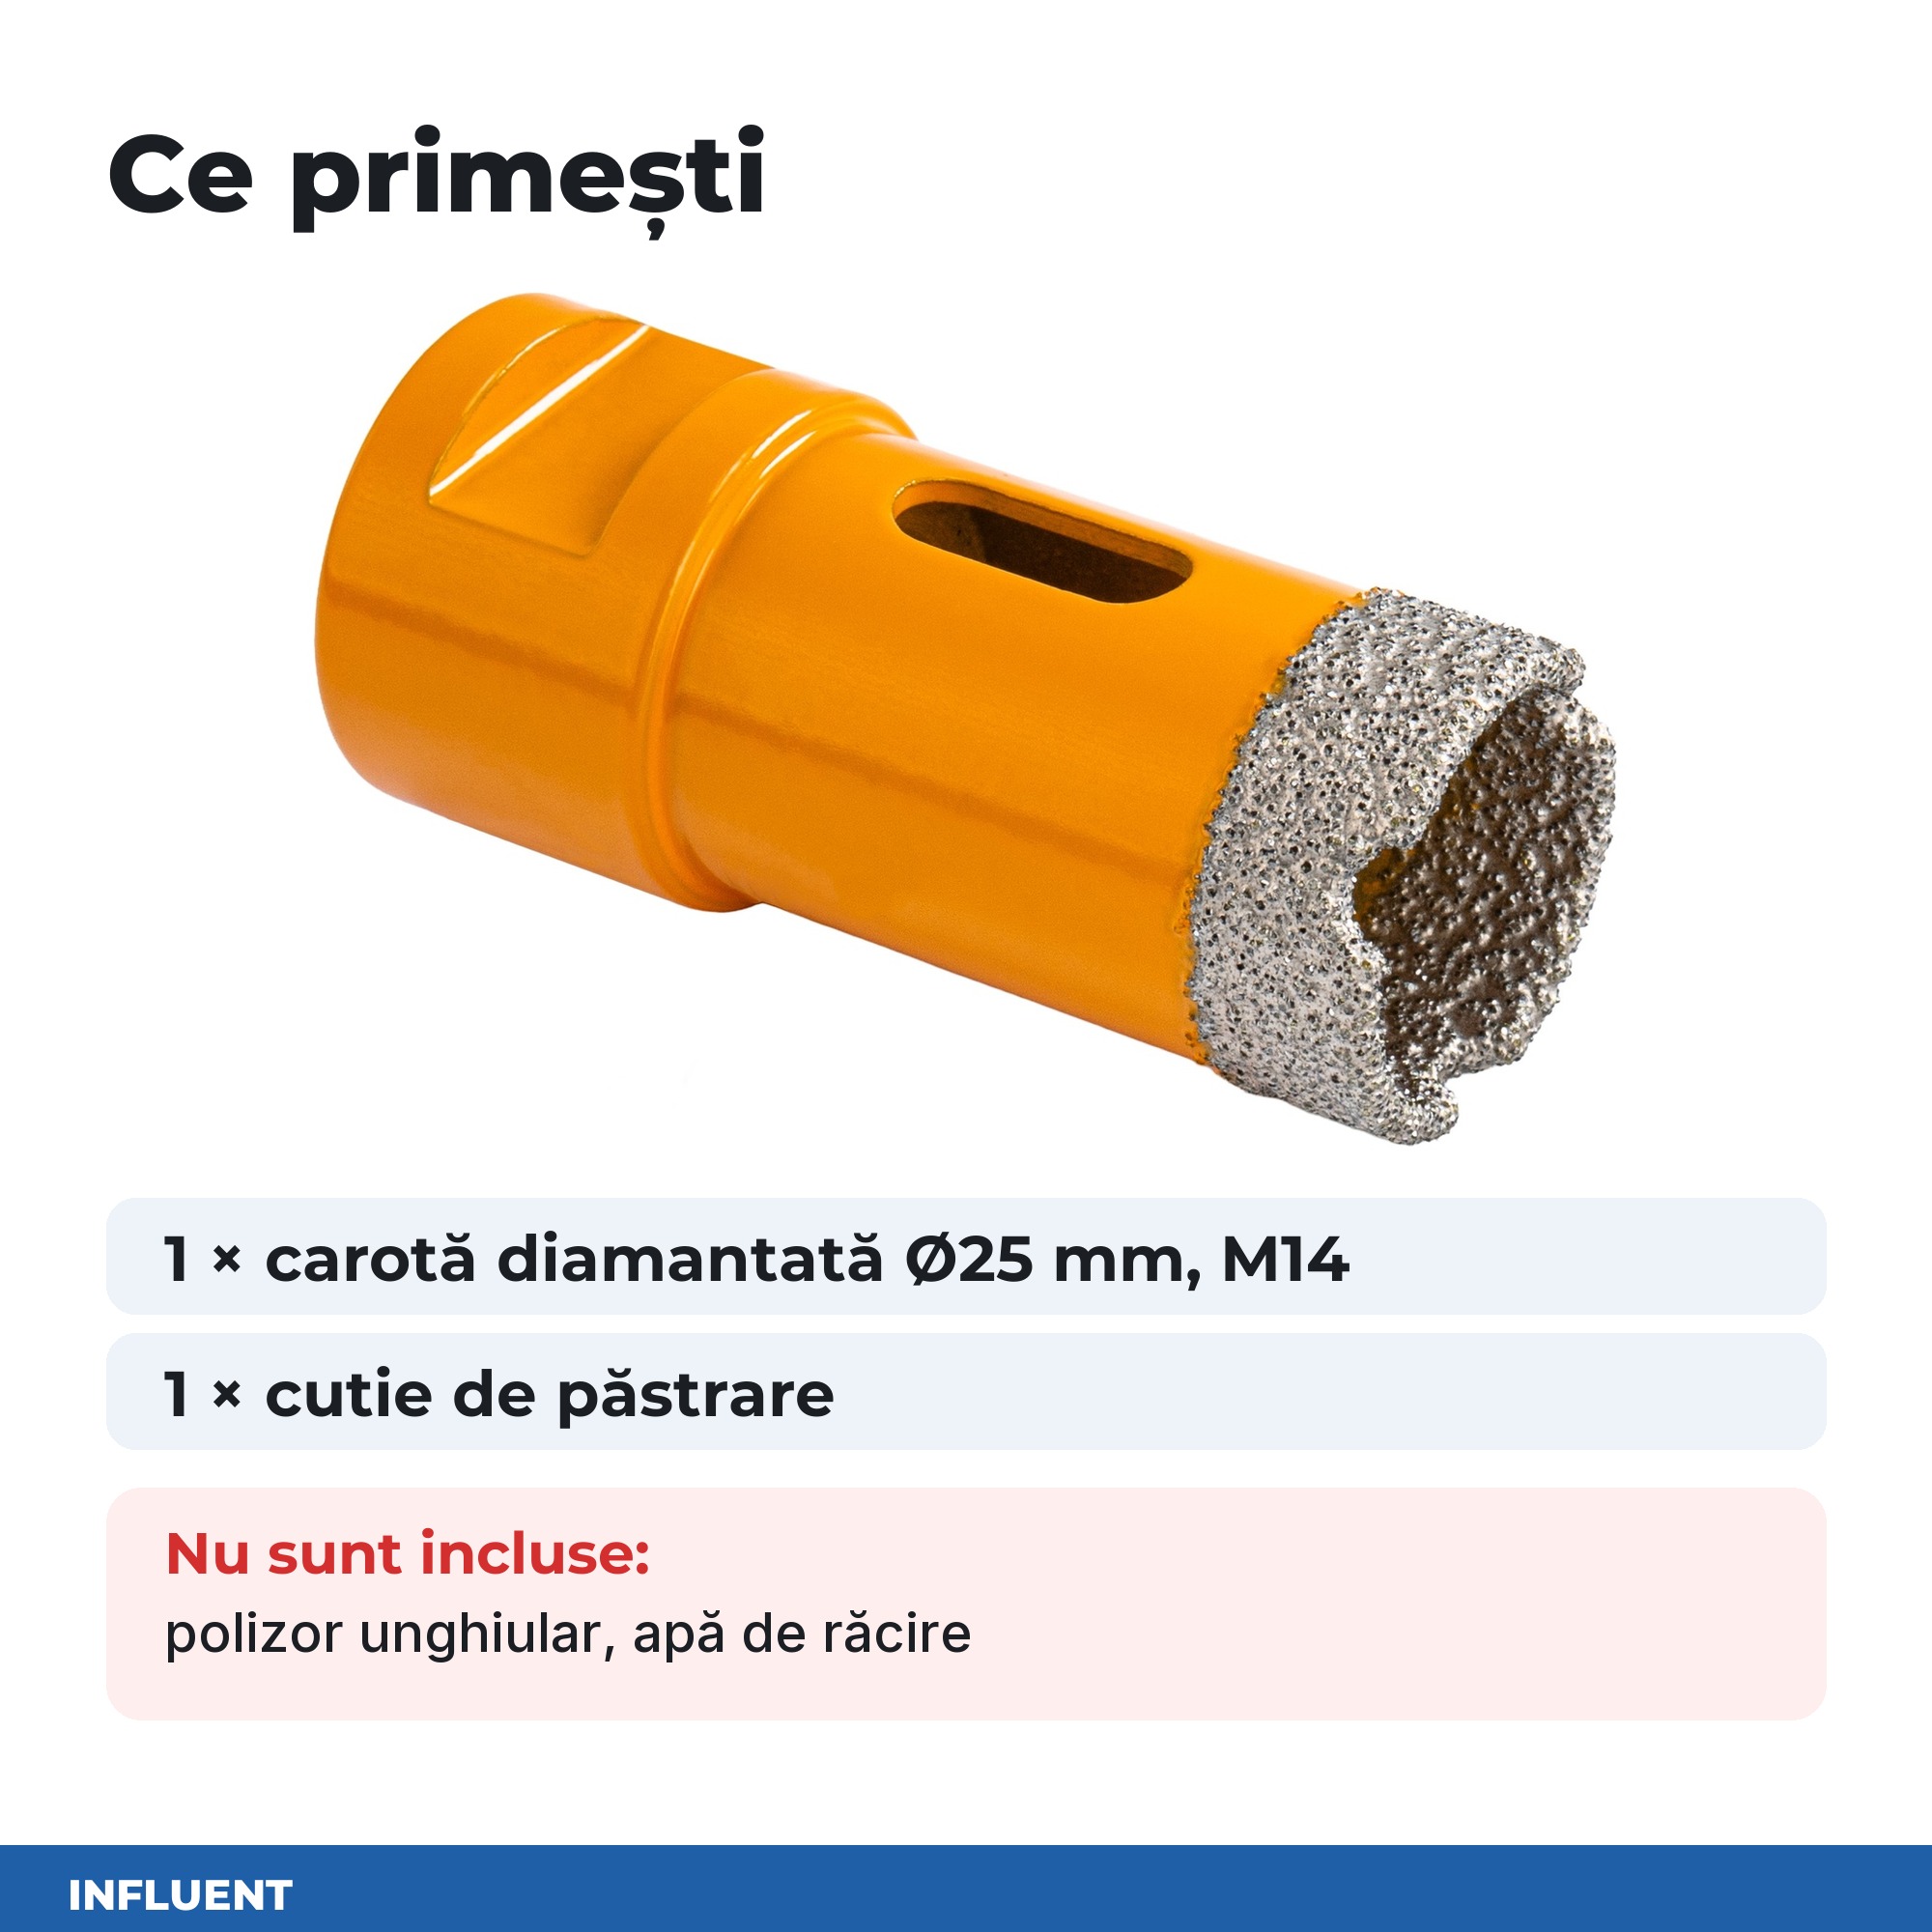 Ce primești
1 × carotă diamantată Ø25 mm, M14
1 × cutie de păstrare
Nu sunt incluse:
polizor unghiular, apă de răcire
INFLUENT